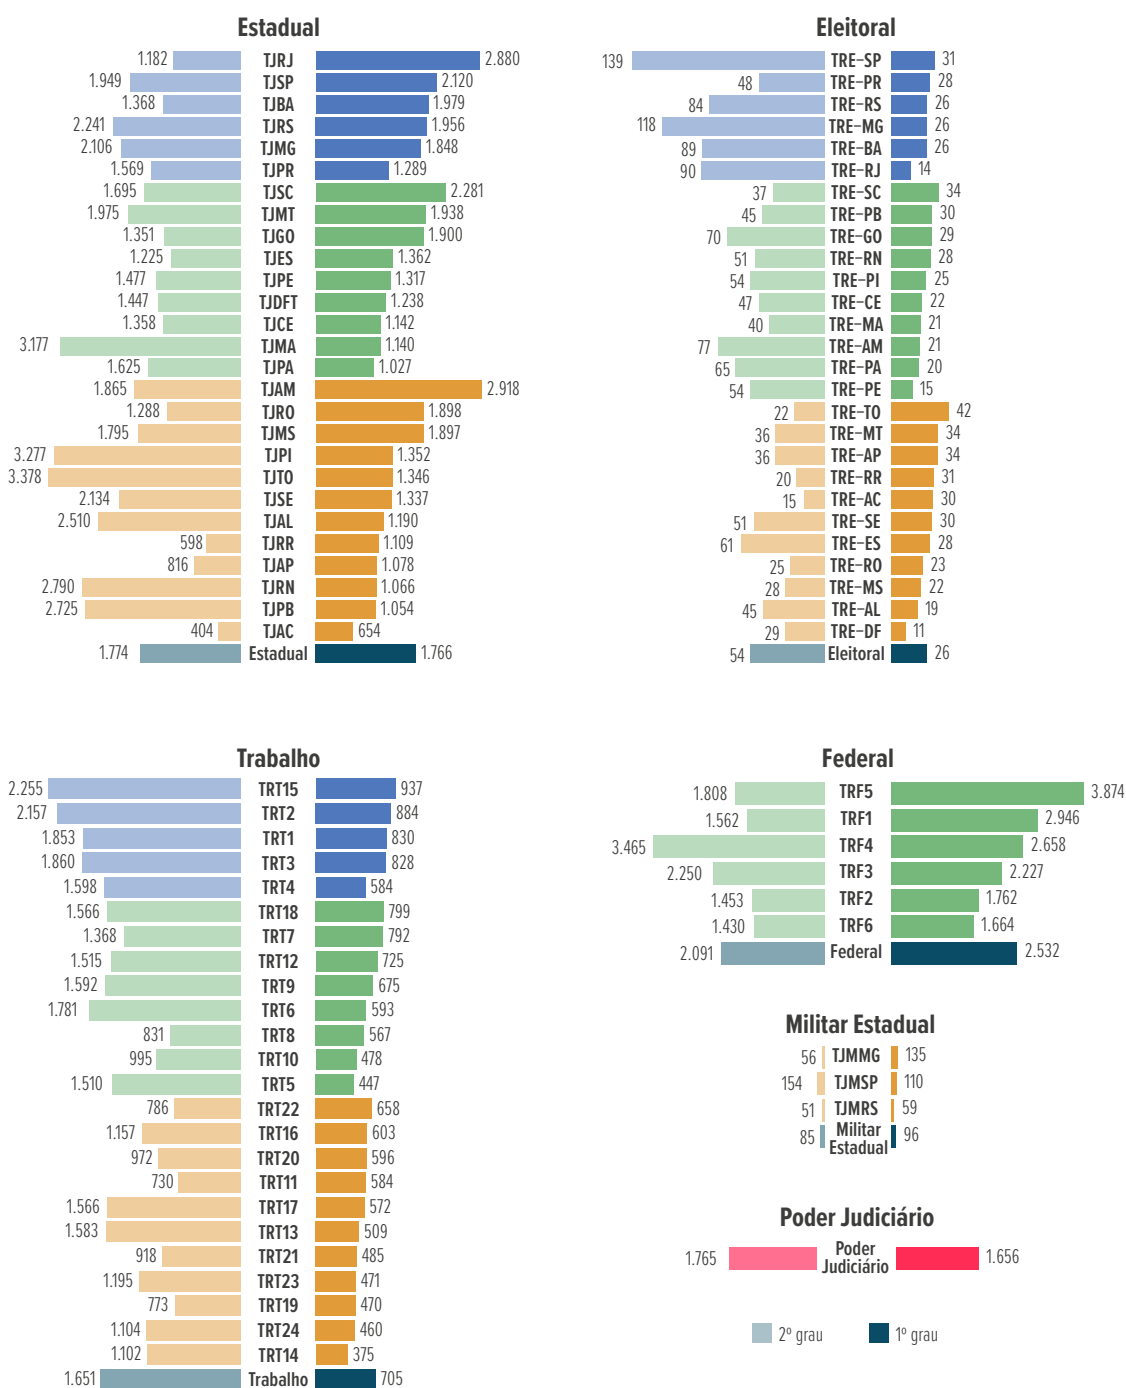 Estadual
1.182 TJRJ 2.880
1.949 TJSP 2.120
1.368 TJBA 1.979
2.241 TJRS 1.956
2.106 TJMG 1.848
1.569 TJPR 1.289
1.695 TJSC 2.281
1.975 TJMT 1.938
1.351 TJGO 1.900
1.225 TJES 1.362
1.477 TJPE 1.317
1.447 TJDFT 1.238
1.358 TJCE 1.142
3.177 TJMA 1.140
1.625 TJPA 1.027
1.865 TJAM 2.918
1.288 TJRO 1.898
1.795 TJMS 1.897
3.277 TJPI 1.352
3.378 TJTO 1.346
2.134 TJSE 1.337
2.510 TJAL 1.190
598 TJRR 1.109
816 TJAP 1.078
2.790 TJRN 1.066
2.725 TJPB 1.054
404 TJAC 654
1.774 Estadual 1.766
Eleitoral
139 TRE-SP 31
48 TRE-PR 28
84 TRE-RS 26
118 TRE-MG 26
89 TRE-BA 26
90 TRE-RJ 14
37 TRE-SC 34
45 TRE-PB 30
70 TRE-GO 29
51 TRE-RN 28
54 TRE-PI 25
47 TRE-CE 22
40 TRE-MA 21
77 TRE-AM 21
65 TRE-PA 20
54 TRE-PE 15
22 TRE-TO 42
36 TRE-MT 34
36 TRE-AP 34
20 TRE-RR 31
15 TRE-AC 30
51 TRE-SE 30
61 TRE-ES 28
25 TRE-RO 23
28 TRE-MS 22
45 TRE-AL 19
29 TRE-DF 11
54 Eleitoral 26
Trabalho
2.255 TRT15 937
2.157 TRT2 884
1.853 TRT1 830
1.860 TRT3 828
1.598 TRT4 584
1.566 TRT18 799
1.368 TRT7 792
1.515 TRT12 725
1.592 TRT9 675
1.781 TRT6 593
831 TRT8 567
995 TRT10 478
1.510 TRT5 447
786 TRT22 658
1.157 TRT16 603
972 TRT20 596
730 TRT11 584
1.566 TRT17 572
1.583 TRT13 509
918 TRT21 485
1.195 TRT23 471
773 TRT19 470
1.104 TRT24 460
1.102 TRT14 375
1.651 Trabalho 705
Federal
1.808 TRF5 3.874
1.562 TRF1 2.946
3.465 TRF4 2.658
2.250 TRF3 2.227
1.453 TRF2 1.762
1.430 TRF6 1.664
2.091 Federal 2.532
Militar Estadual
56 TJMMG 135
154 TJMSP 110
51 TJMRS 59
85 Militar 96
Estadual
Poder Judiciário
1.765 Poder 1.656
Judiciário
2º grau 1º grau